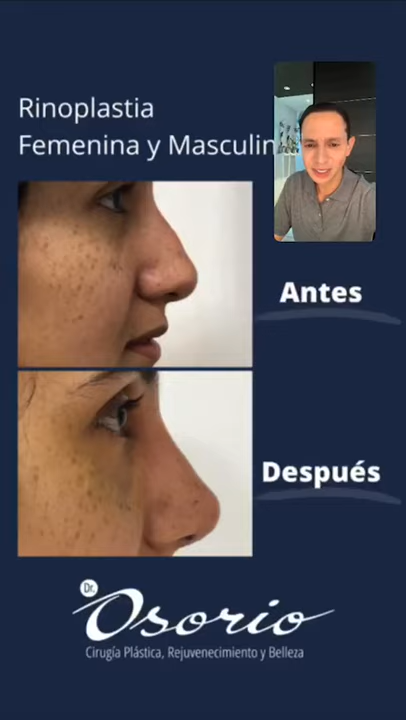 Rinoplastia
Femenina y Masculin
Antes
Después
Dr.
Osorio
Cirugía Plástica, Rejuvenecimiento y Belleza